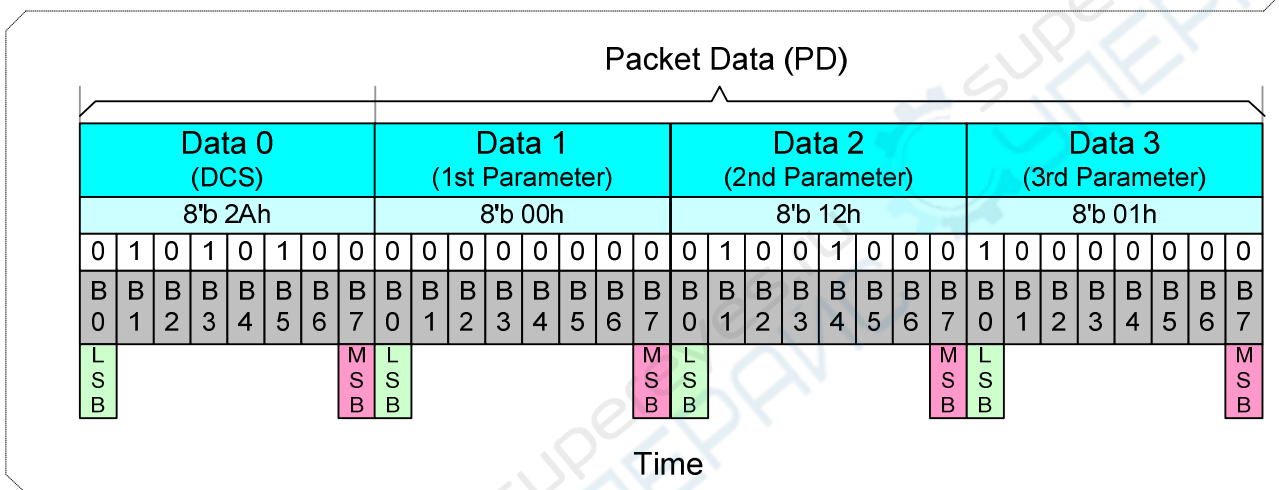 Packet Data (PD)
Data 0 Data 1 Data 2 Data 3
(DCS) (1st Parameter) (2nd Parameter) (3rd Parameter)
8'b 2Ah 8'b 00h 8'b 12h 8'b 01h
0 1 0 1 0 1 0 0 0 0 0 0 0 0 0 0 0 1 0 0 1 0 0 0 1 0 0 0 0 0 0 0
B B B B B B B B B B B B B B B B B B B B B B B B B B B B B B B B
0 1 2 3 4 5 6 7 0 1 2 3 4 5 6 7 0 1 2 3 4 5 6 7 0 1 2 3 4 5 6 7
L M L M L M L M
S S S S S S S S
B B B B B B B B
Time
supereyes.ru